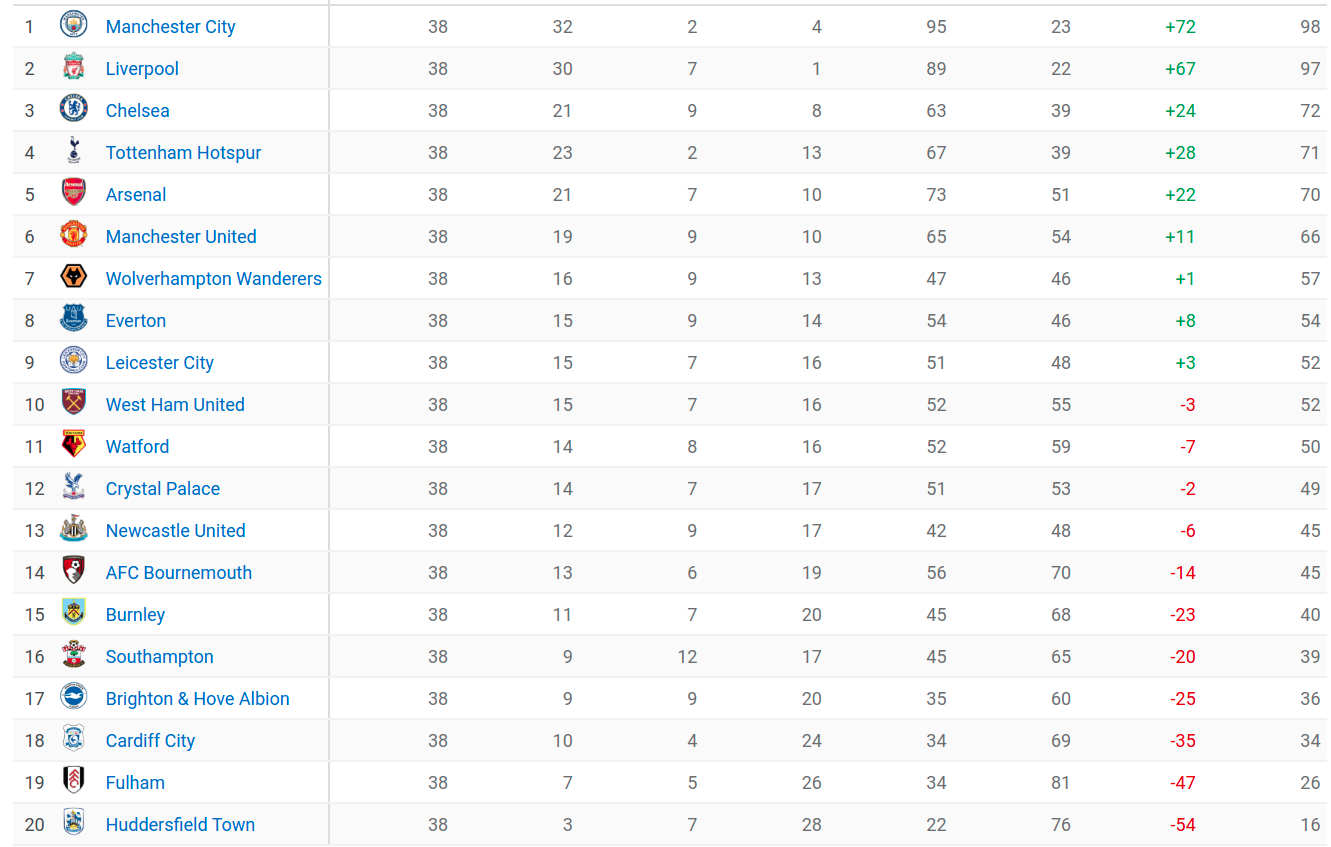 1 Manchester City 38 32 2 4 95 23 +72 98
2 Liverpool 38 30 7 1 89 22 +67 97
3 Chelsea 38 21 9 8 63 39 +24 72
4 Tottenham Hotspur 38 23 2 13 67 39 +28 71
5 Arsenal 38 21 7 10 73 51 +22 70
6 Manchester United 38 19 9 10 65 54 +11 66
7 Wolverhampton Wanderers 38 16 9 13 47 46 +1 57
8 Everton 38 15 9 14 54 46 +8 54
9 Leicester City 38 15 7 16 51 48 +3 52
10 West Ham United 38 15 7 16 52 55 -3 52
11 Watford 38 14 8 16 52 59 -7 50
12 Crystal Palace 38 14 7 17 51 53 -2 49
13 Newcastle United 38 12 9 17 42 48 -6 45
14 AFC Bournemouth 38 13 6 19 56 70 -14 45
15 Burnley 38 11 7 20 45 68 -23 40
16 Southampton 38 9 12 17 45 65 -20 39
17 Brighton & Hove Albion 38 9 9 20 35 60 -25 36
18 Cardiff City 38 10 4 24 34 69 -35 34
19 Fulham 38 7 5 26 34 81 -47 26
20 Huddersfield Town 38 3 7 28 22 76 -54 16